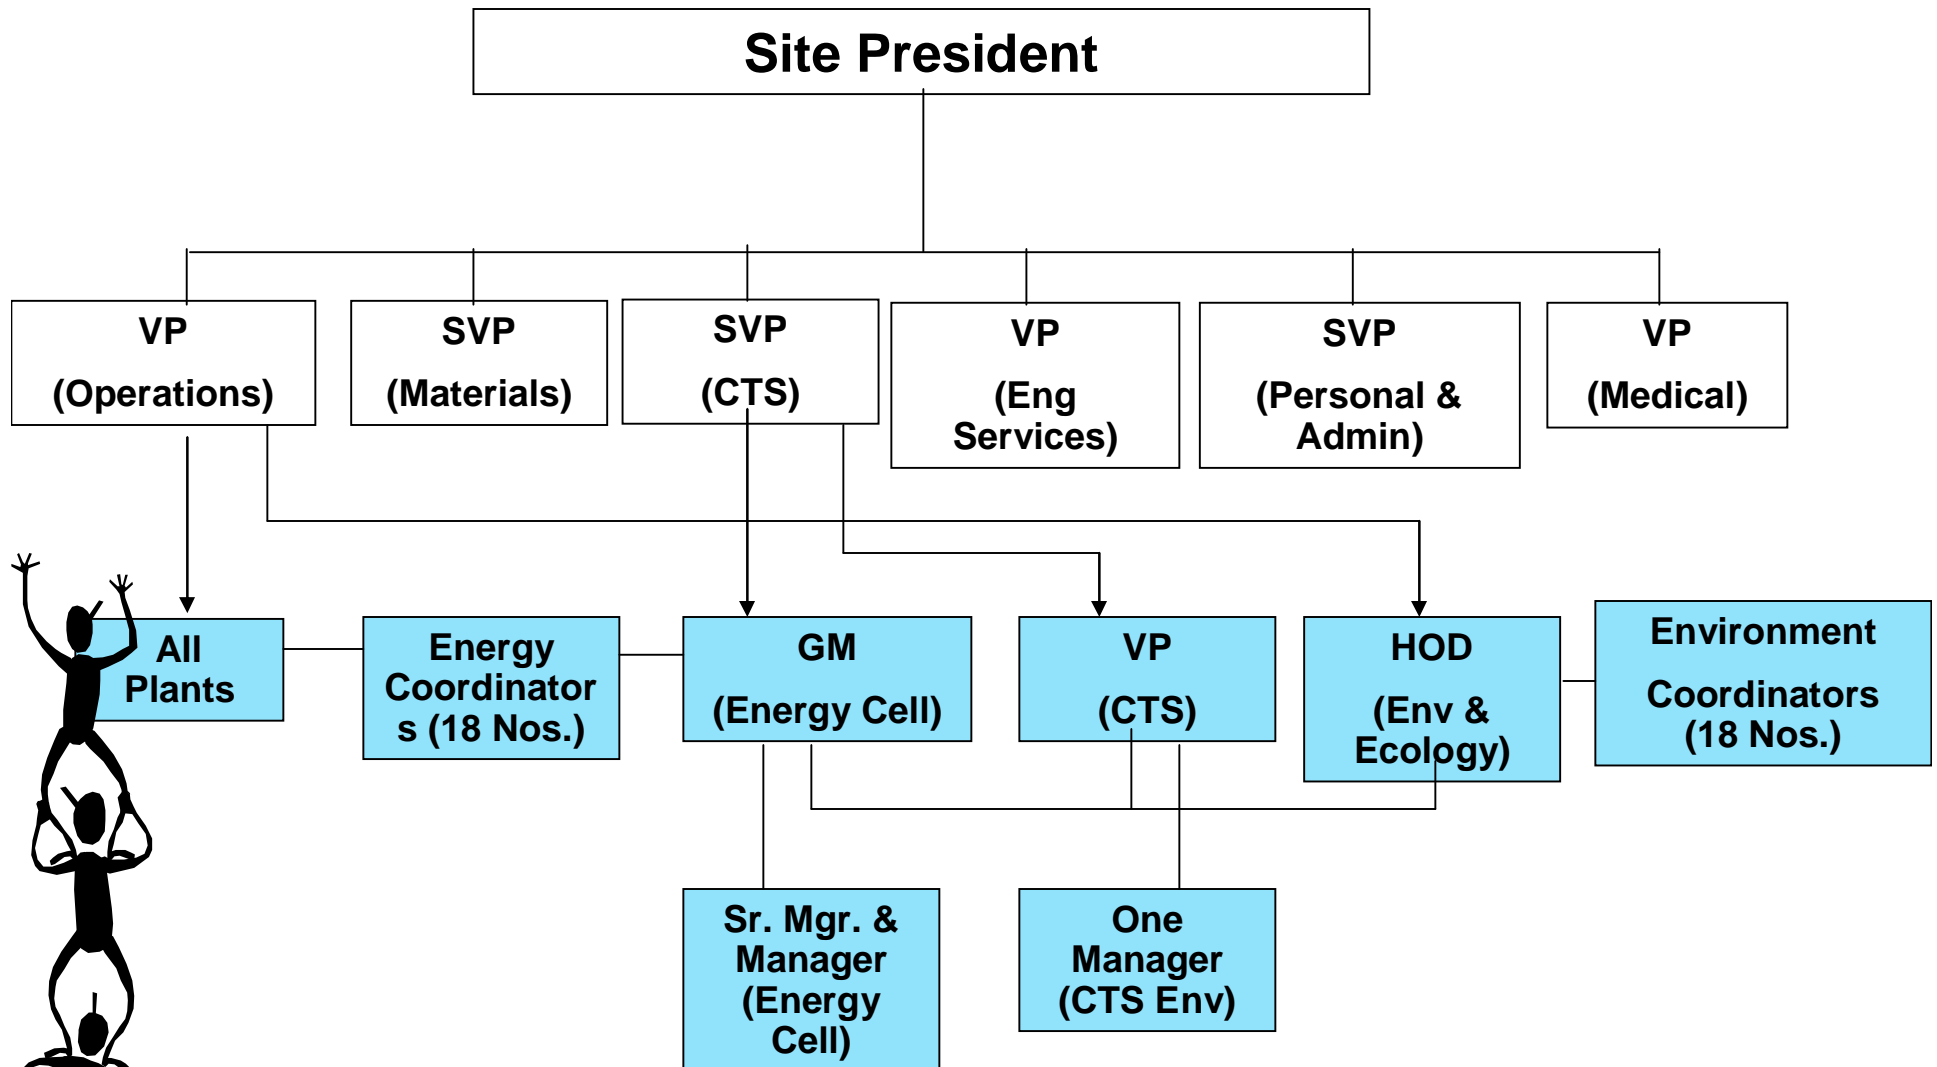 Site President
VP
(Operations)
SVP
(Materials)
SVP
(CTS)
VP
(Eng
Services)
SVP
(Personal &
Admin)
VP
(Medical)
All
Plants
Energy
Coordinator
s (18 Nos.)
GM
(Energy Cell)
VP
(CTS)
HOD
(Env &
Ecology)
Environment
Coordinators
(18 Nos.)
Sr. Mgr. &
Manager
(Energy
Cell)
One
Manager
(CTS Env)